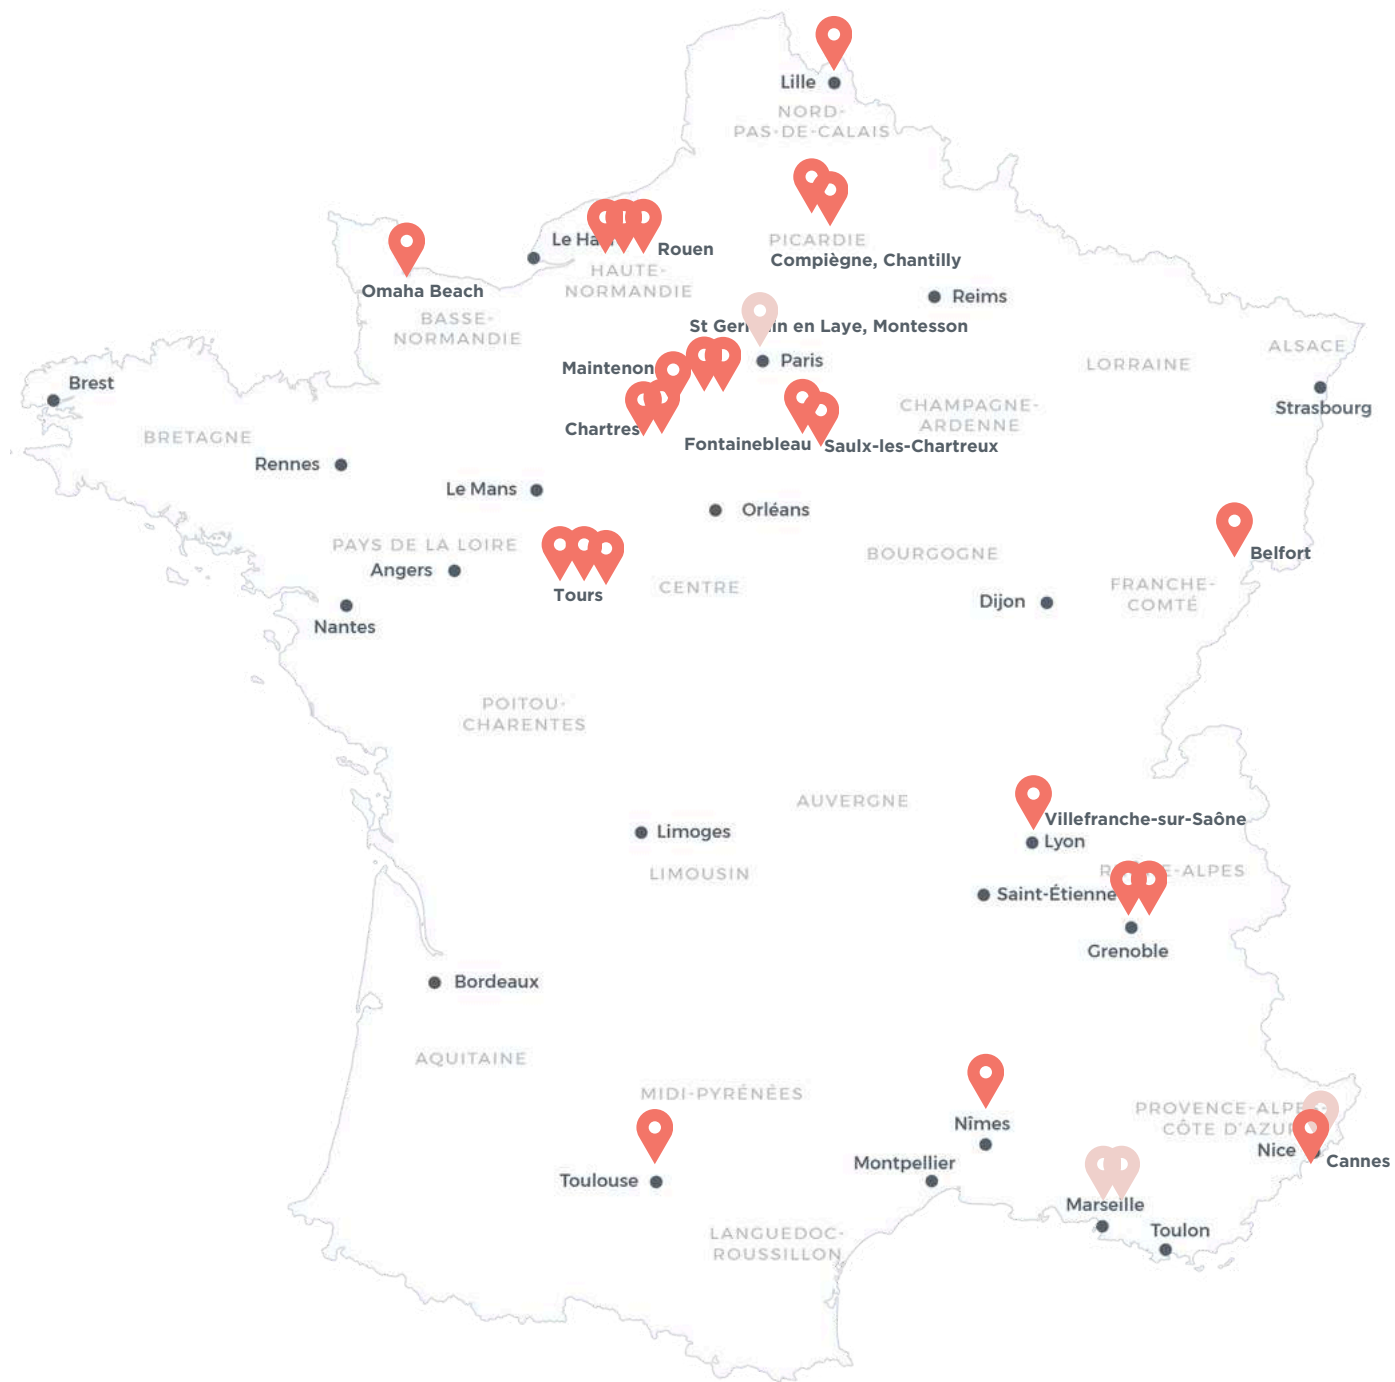 Lille
NORD-
PAS-DE-CALAIS
PICARDIE
Compiègne, Chantilly
Le Ha
Rouen
HAUTE-
NORMANDIE
Omaha Beach
BASSE-
NORMANDIE
Reims
St Ger in en Laye, Montesson
Paris
Maintenon
LORRAINE
ALSACE
Strasbourg
Brest
BRETAGNE
Chartres
CHAMPAGNE-
ARDENNE
Fontainebleau
Saulx-les-Chartreux
Rennes
Le Mans
Orléans
PAYS DE LA LOIRE
Angers
Tours
CENTRE
BOURGOGNE
Belfort
FRANCHE-
COMTÉ
Dijon
Nantes
POITOU-
CHARENTES
AUVERGNE
Villefranche-sur-Saône
Lyon
Limoges
LIMOUSIN
R E-ALPES
Saint-Étienne
Grenoble
Bordeaux
AQUITAINE
MIDI-PYRÉNÉES
Nîmes
PROVENCE-ALPE
CÔTE D'AZUR
Nice
Cannes
Montpellier
Toulouse
Marseille
Toulon
LANGUEDOC-
ROUSSILLON